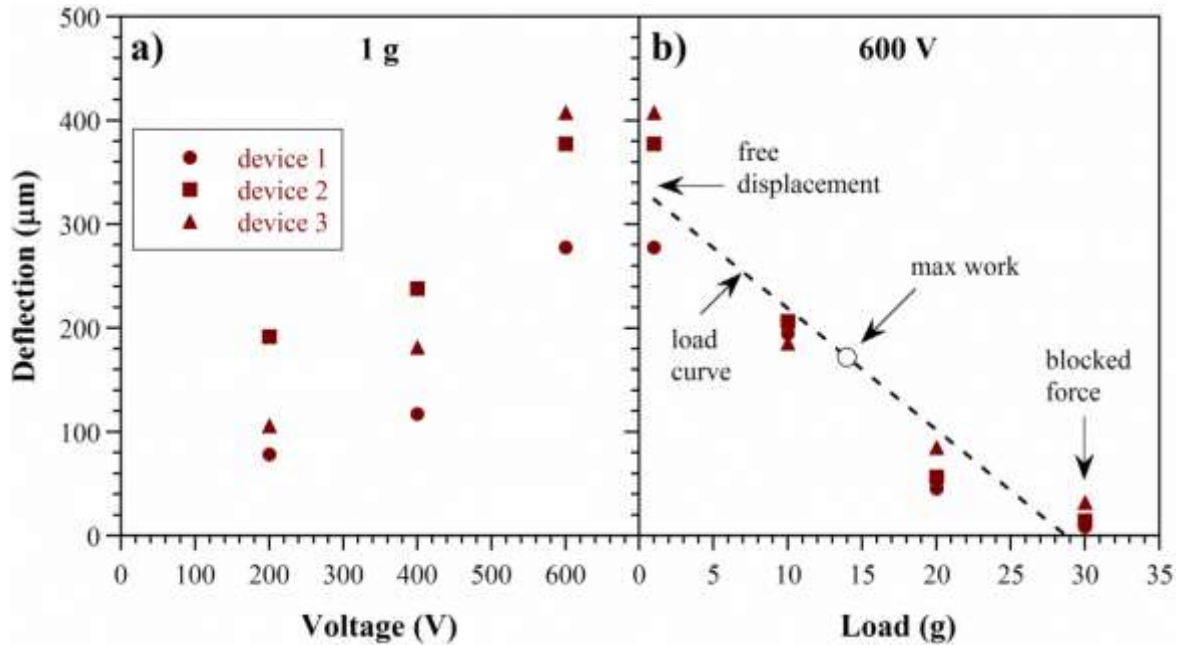 500
400
300
200
100
0
Deflection (μm)
a)
1 g
device 1
device 2
device 3
0
100
200
300
400
500
600
Voltage (V)
b)
600 V
free
displacement
max work
load
curve
blocked
force
0
5
10
15
20
25
30
35
Load (g)